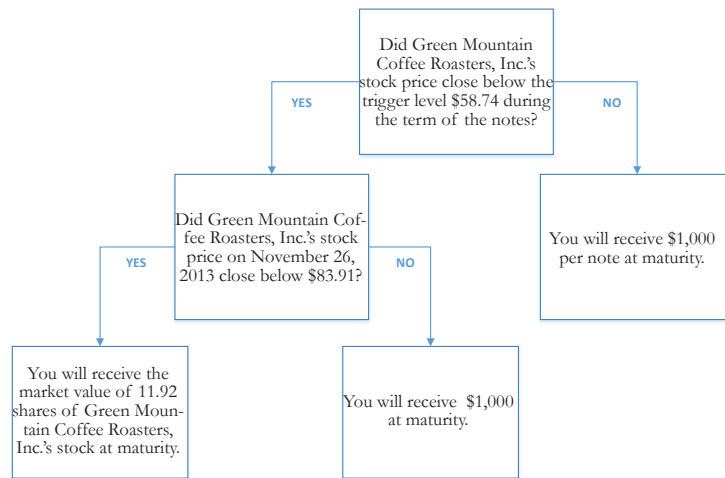 Did Green Mountain
Coffee Roasters, Inc.'s
stock price close below the
trigger level $58.74 during
the term of the notes?
YES
NO
Did Green Mountain Cof-
fee Roasters, Inc.'s stock
price on November 26,
2013 close below $83.91?
You will receive $1,000
per note at maturity.
YES
NO
You will receive the
market value of 11.92
shares of Green Moun-
tain Coffee Roasters,
Inc.'s stock at maturity.
You will receive $1,000
at maturity.